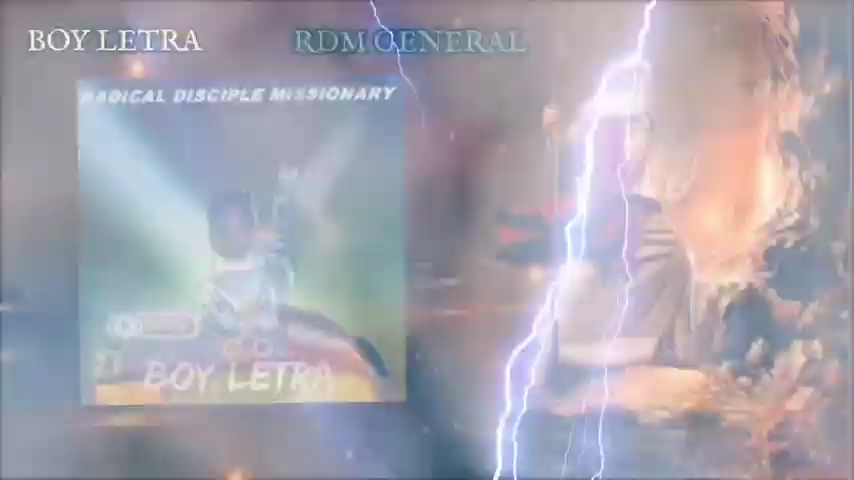 BOY LETRA
RDM GENERAL
RADICAL DISCIPLE MISSIONARY
BOY LETRA